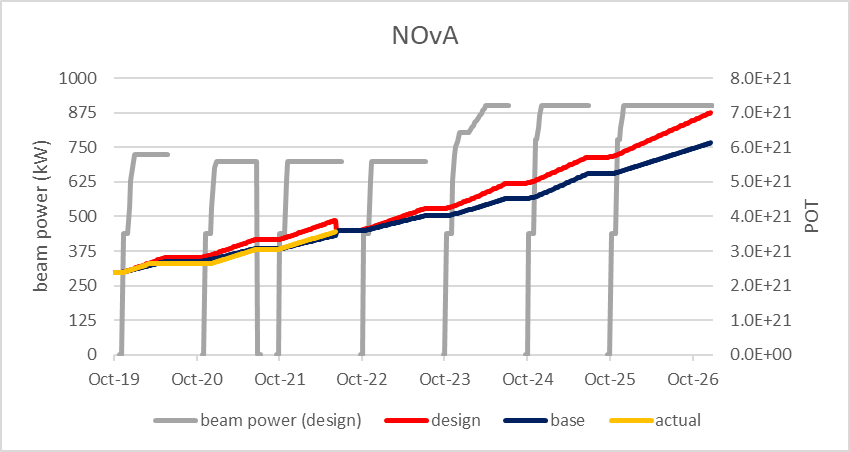 NOvA
1000 8.0E+21
875 7.0E+21
750 6.0E+21
625 5.0E+21
500 4.0E+21
375 3.0E+21
250 2.0E+21
125 1.0E+21
0 0.0E+00
beam power (kW)
POT
Oct-19 Oct-20 Oct-21 Oct-22 Oct-23 Oct-24 Oct-25 Oct-26
beam power (design) design base actual